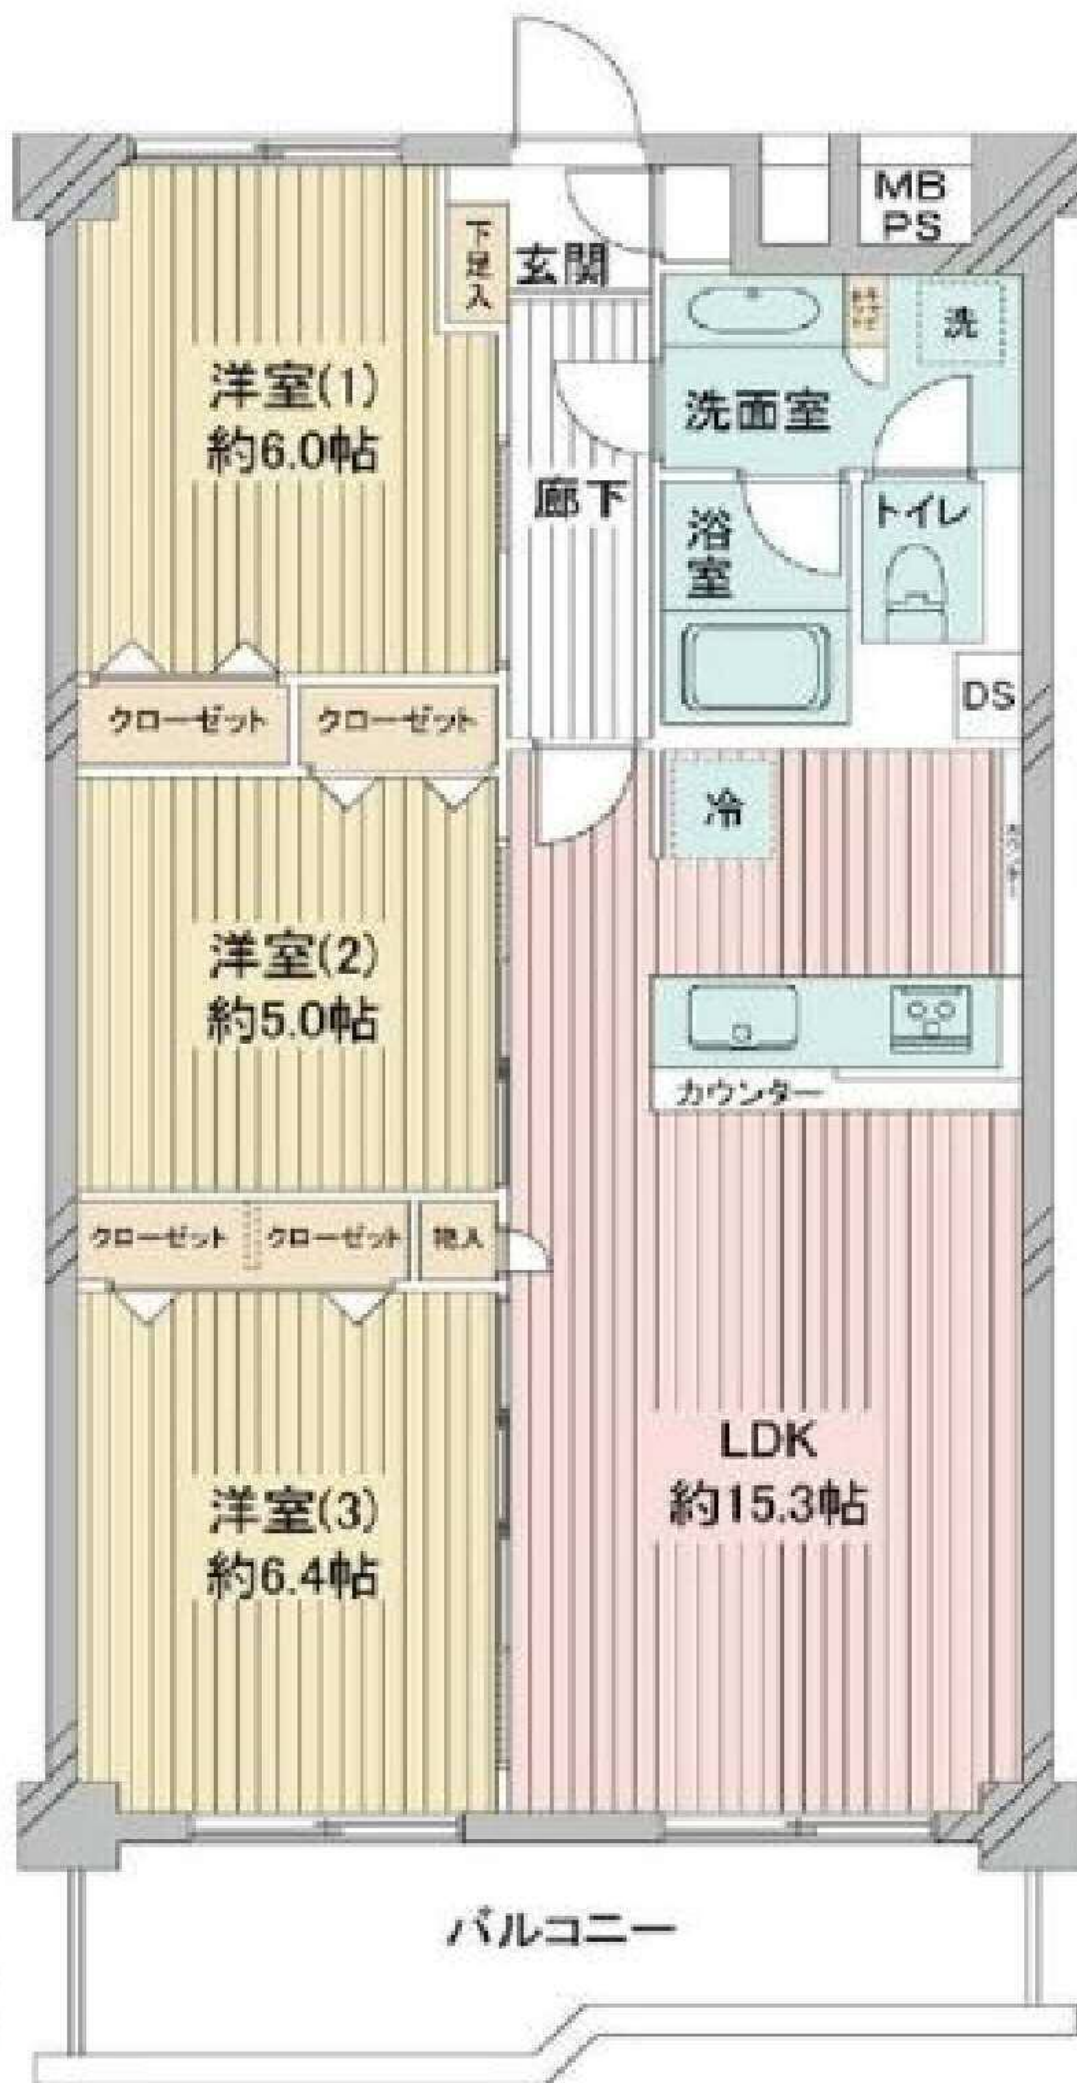 MB
PS
下足入
玄関
洗
洋室(1)
約6.0帖
洗面室
廊下
浴室
トイレ
DS
クローゼット
クローゼット
冷
洋室(2)
約5.0帖
カウンター
クローゼット
クローゼット
物入
LDK
約15.3帖
洋室(3)
約6.4帖
バルコニー